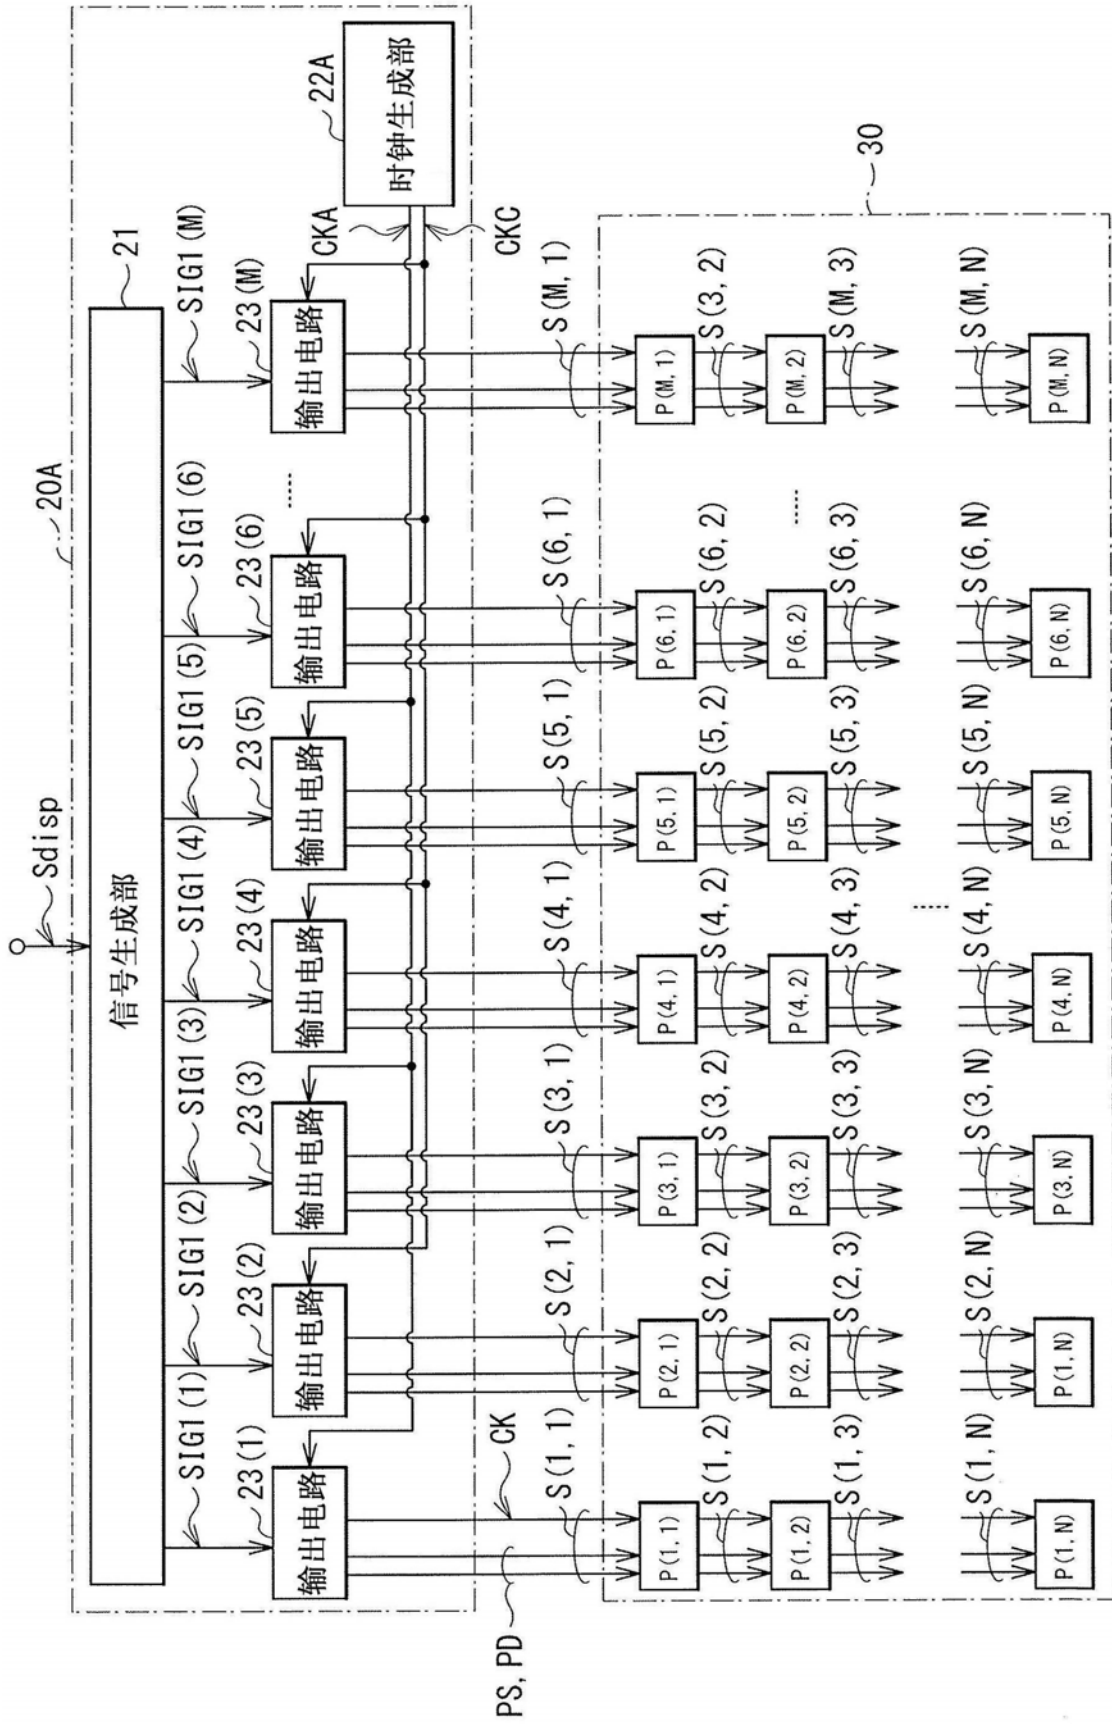 20A
Sdisp
信号生成部
21
SIG1(1)
SIG1(2)
SIG1(3)
SIG1(4)
SIG1(5)
SIG1(6)
SIG1(M)
23(1)
23(2)
23(3)
23(4)
23(5)
23(6)
23(M)
输出电路
输出电路
输出电路
输出电路
输出电路
输出电路
......
输出电路
22A
时钟生成部
CKA
CKC
PS, PD
CK
S(1, 1)
S(2, 1)
S(3, 1)
S(4, 1)
S(5, 1)
S(6, 1)
S(M, 1)
30
P(1, 1)
P(2, 1)
P(3, 1)
P(4, 1)
P(5, 1)
P(6, 1)
P(M, 1)
S(1, 2)
S(2, 2)
S(3, 2)
S(4, 2)
S(5, 2)
S(6, 2)
S(3, 2)
P(1, 2)
P(2, 2)
P(3, 2)
P(4, 2)
P(5, 2)
P(6, 2)
......
P(M, 2)
S(1, 3)
S(2, 3)
S(3, 3)
S(4, 3)
S(5, 3)
S(6, 3)
S(M, 3)
......
S(1, N)
S(2, N)
S(3, N)
S(4, N)
S(5, N)
S(6, N)
S(M, N)
P(1, N)
P(1, N)
P(3, N)
P(4, N)
P(5, N)
P(6, N)
P(M, N)